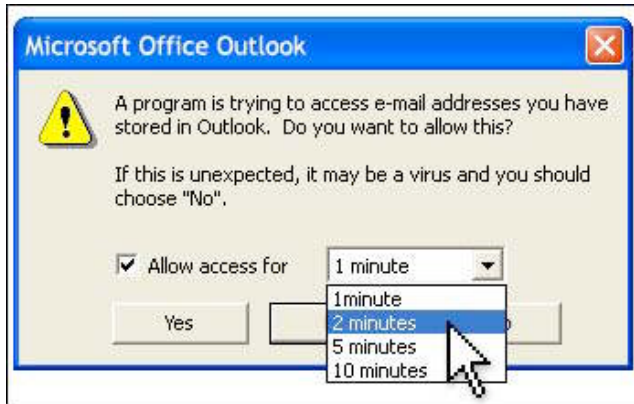 Microsoft Office Outlook
A program is trying to access e-mail addresses you have
stored in Outlook. Do you want to allow this?
If this is unexpected, it may be a virus and you should
choose "No".
Allow access for 1 minute
1minute
Yes
2 minutes
5 minutes
10 minutes